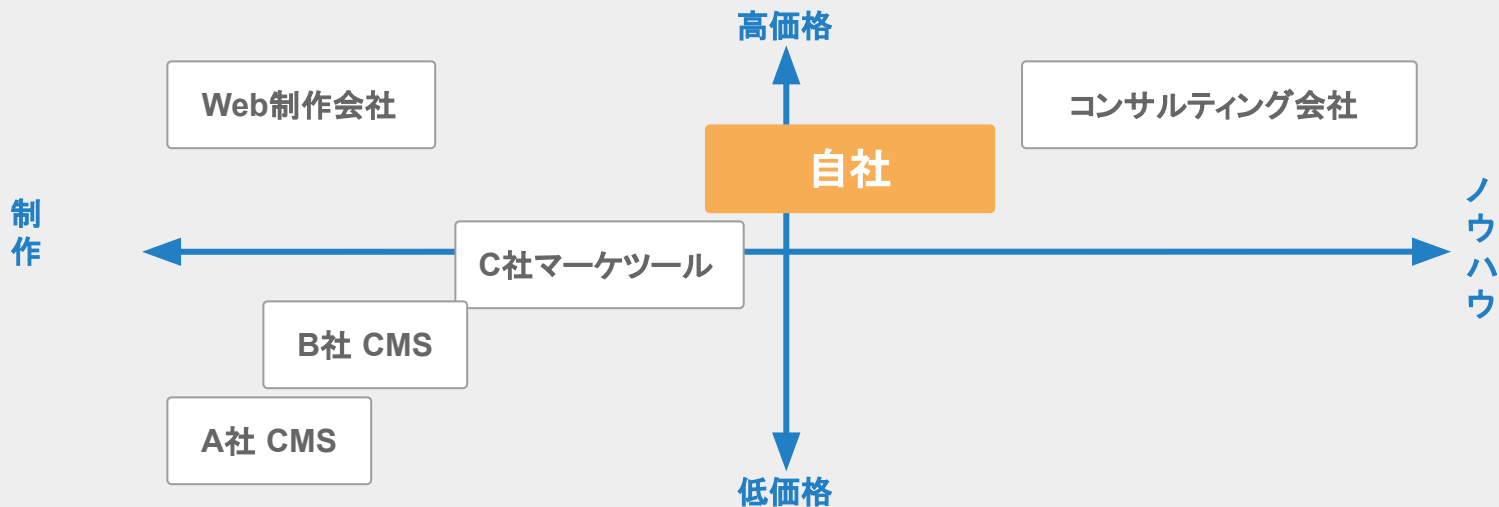 高価格
Web制作会社
コンサルティング会社
自社
制作
ノウハウ
C社マーケツール
B社 CMS
A社 CMS
低価格